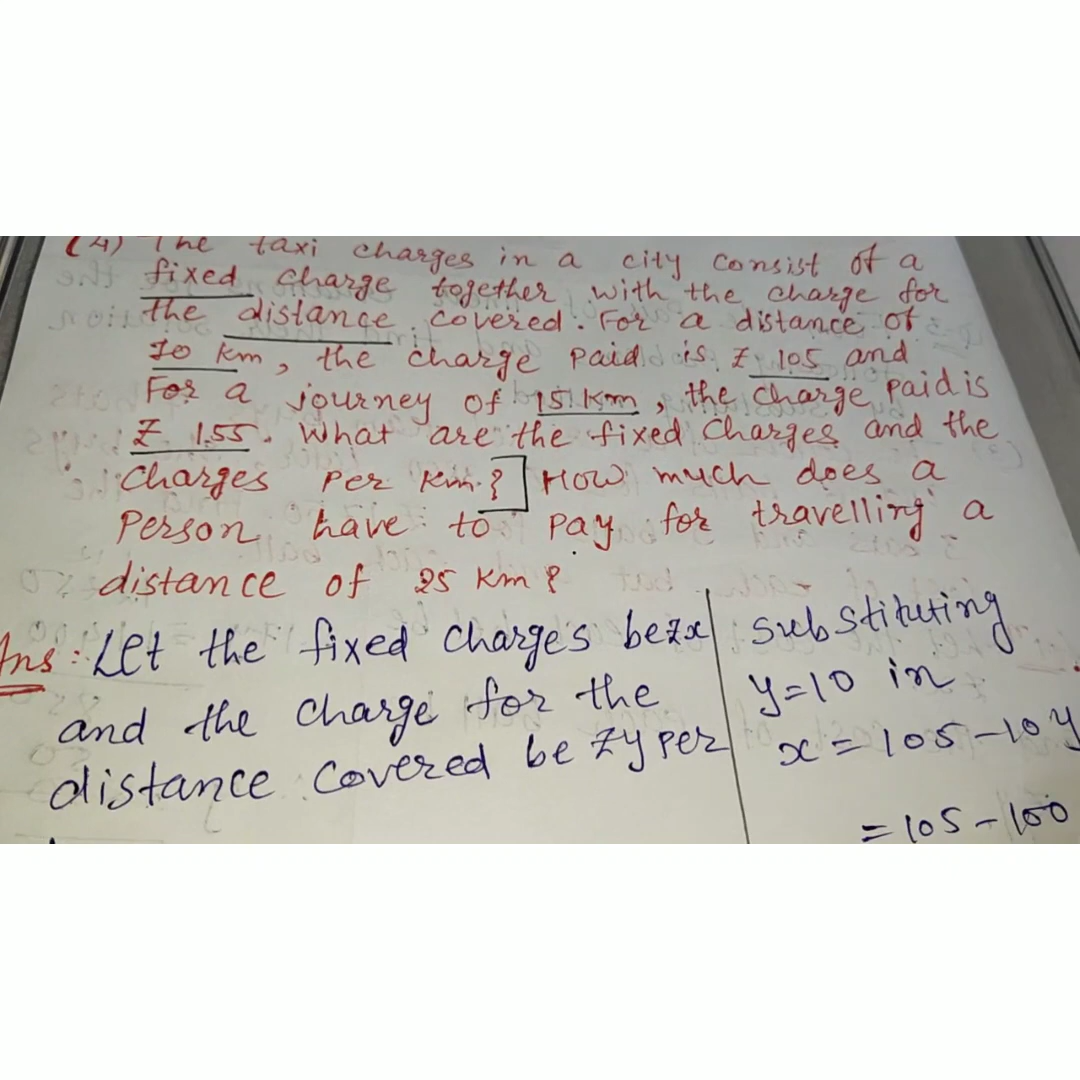 (4) The taxi charges in a city consist of a
fixed charge together with the charge for
the distance covered. For a distance of
10 km, the charge paid is ₹ 105 and
For a journey of 15 km, the charge paid is
₹ 155. What are the fixed charges and the
charges per km.? How much does a
person have to pay for travelling a
distance of 25 km?
Ans: Let the fixed charges be ₹x
and the charge for the
distance covered be ₹y per
substituting
y=10 in
x = 105 - 10y
= 105 - 100